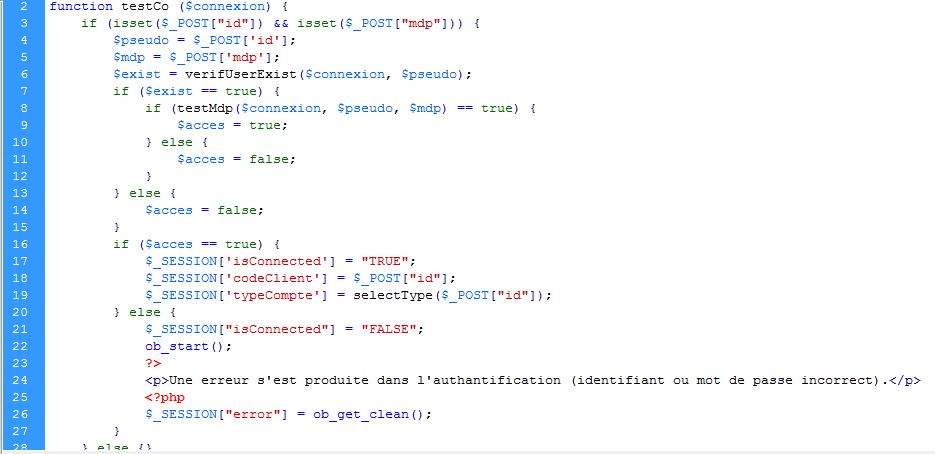 2 function testCo ($connexion) {
3 if (isset($_POST["id"]) && isset($_POST["mdp"])) {
4 $pseudo = $_POST['id'];
5 $mdp = $_POST['mdp'];
6 $exist = verifUserExist($connexion, $pseudo);
7 if ($exist == true) {
8 if (testMdp($connexion, $pseudo, $mdp) == true) {
9 $acces = true;
10 } else {
11 $acces = false;
12 }
13 } else {
14 $acces = false;
15 }
16 if ($acces == true) {
17 $_SESSION['isConnected'] = "TRUE";
18 $_SESSION['codeClient'] = $_POST["id"];
19 $_SESSION['typeCompte'] = selectType($_POST["id"]);
20 } else {
21 $_SESSION["isConnected"] = "FALSE";
22 ob_start();
23 ?>
24 <p>Une erreur s'est produite dans l'authantification (identifiant ou mot de passe incorrect).</p>
25 <?php
26 $_SESSION["error"] = ob_get_clean();
27 }
28 } else {}